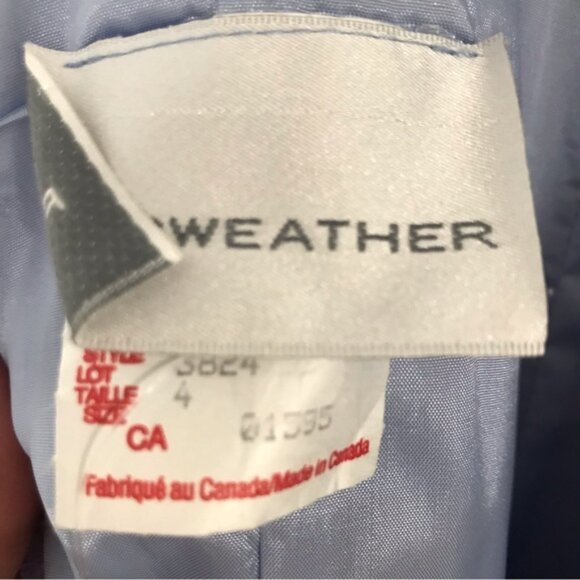 WEATHER
STYLE
LOT 3824
TAILLE 4
SIZE
CA 01595
Fabriqué au Canada/Made in Canada